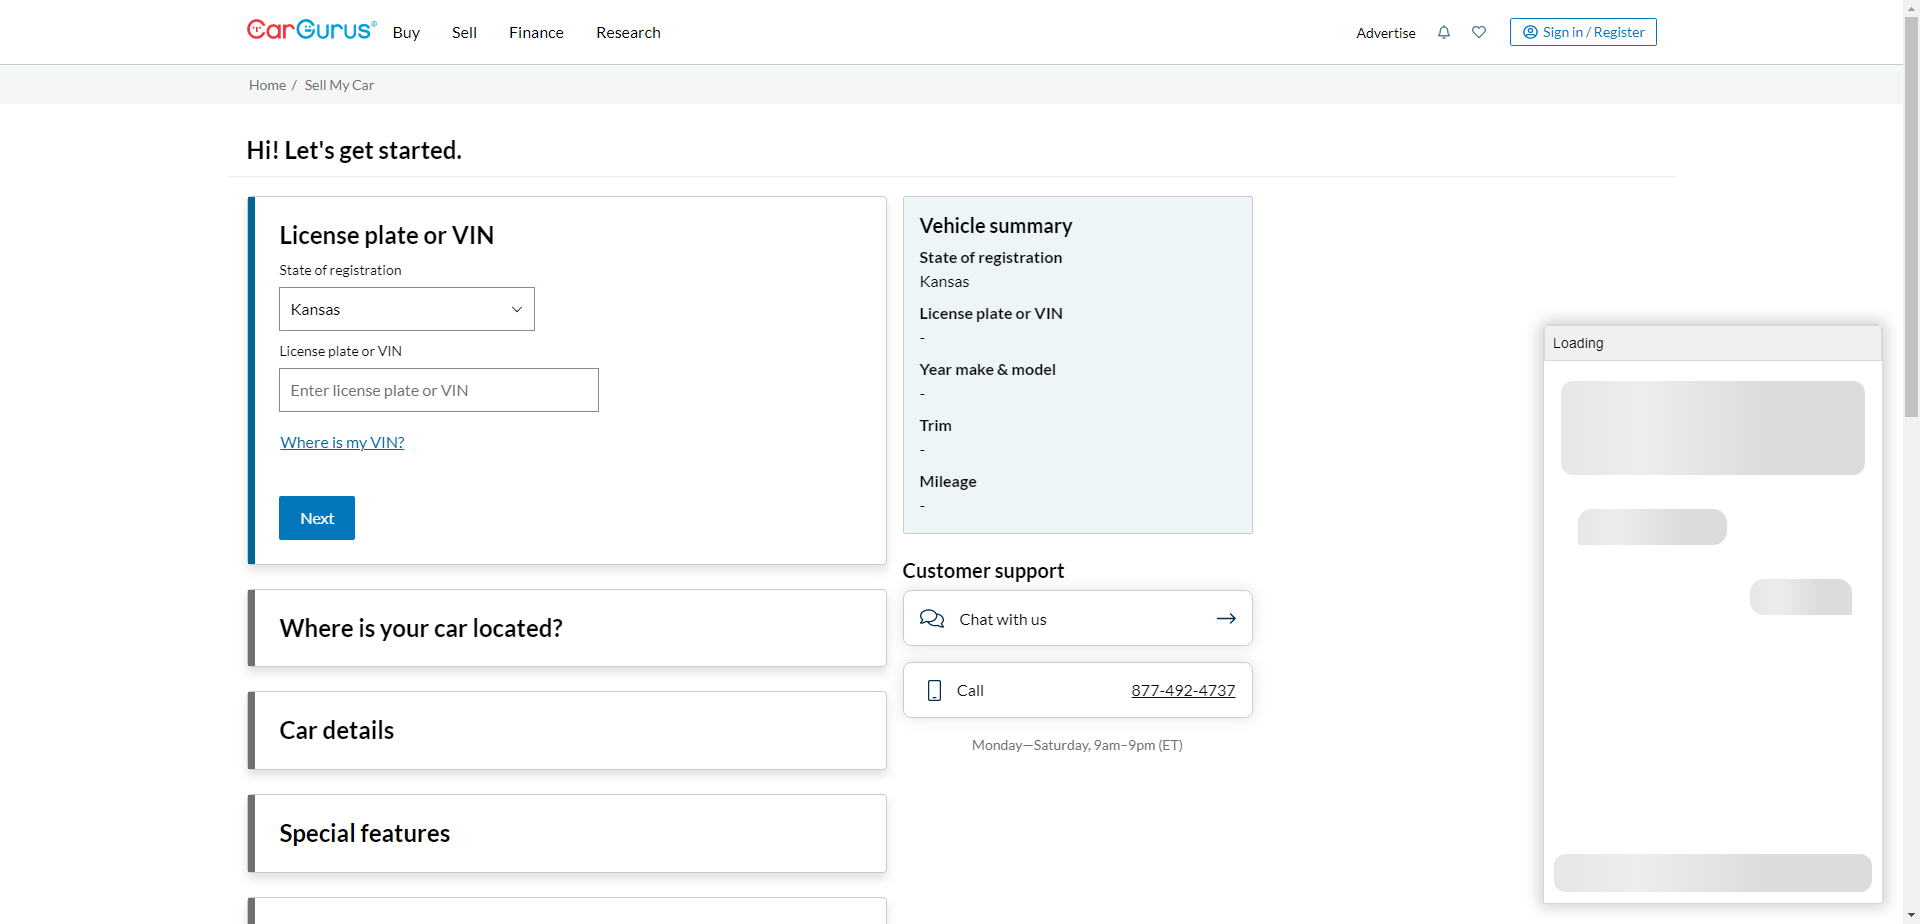 CarGurus®
Buy
Sell
Finance
Research
Advertise
Sign in / Register
Home / Sell My Car
Hi! Let's get started.
License plate or VIN
State of registration
Kansas
License plate or VIN
Enter license plate or VIN
Where is my VIN?
Next
Where is your car located?
Car details
Special features
Vehicle summary
State of registration
Kansas
License plate or VIN
-
Year make & model
-
Trim
-
Mileage
-
Customer support
Chat with us
Call
877-492-4737
Monday—Saturday, 9am–9pm (ET)
Loading